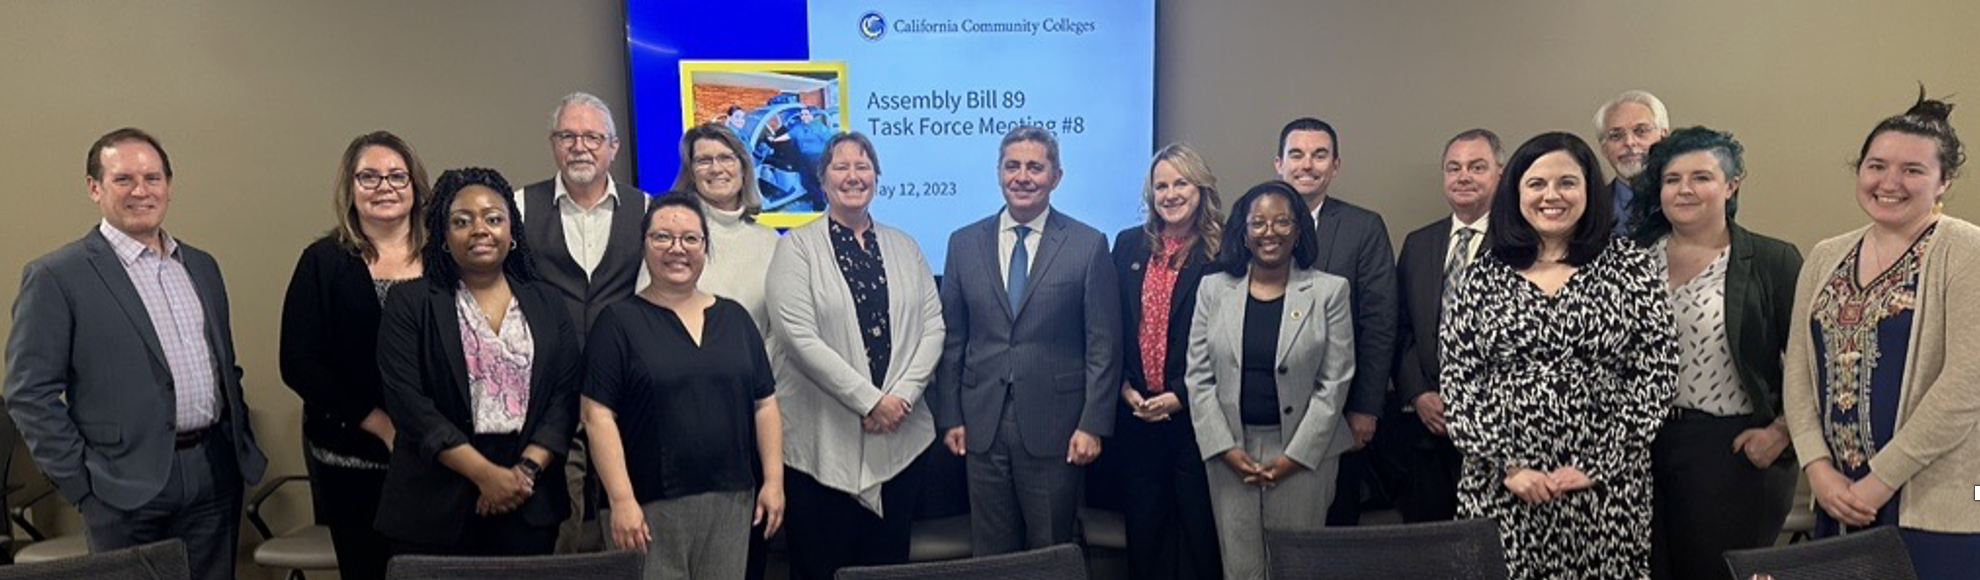 California Community Colleges
Assembly Bill 89
Task Force Meeting #8
ay 12, 2023